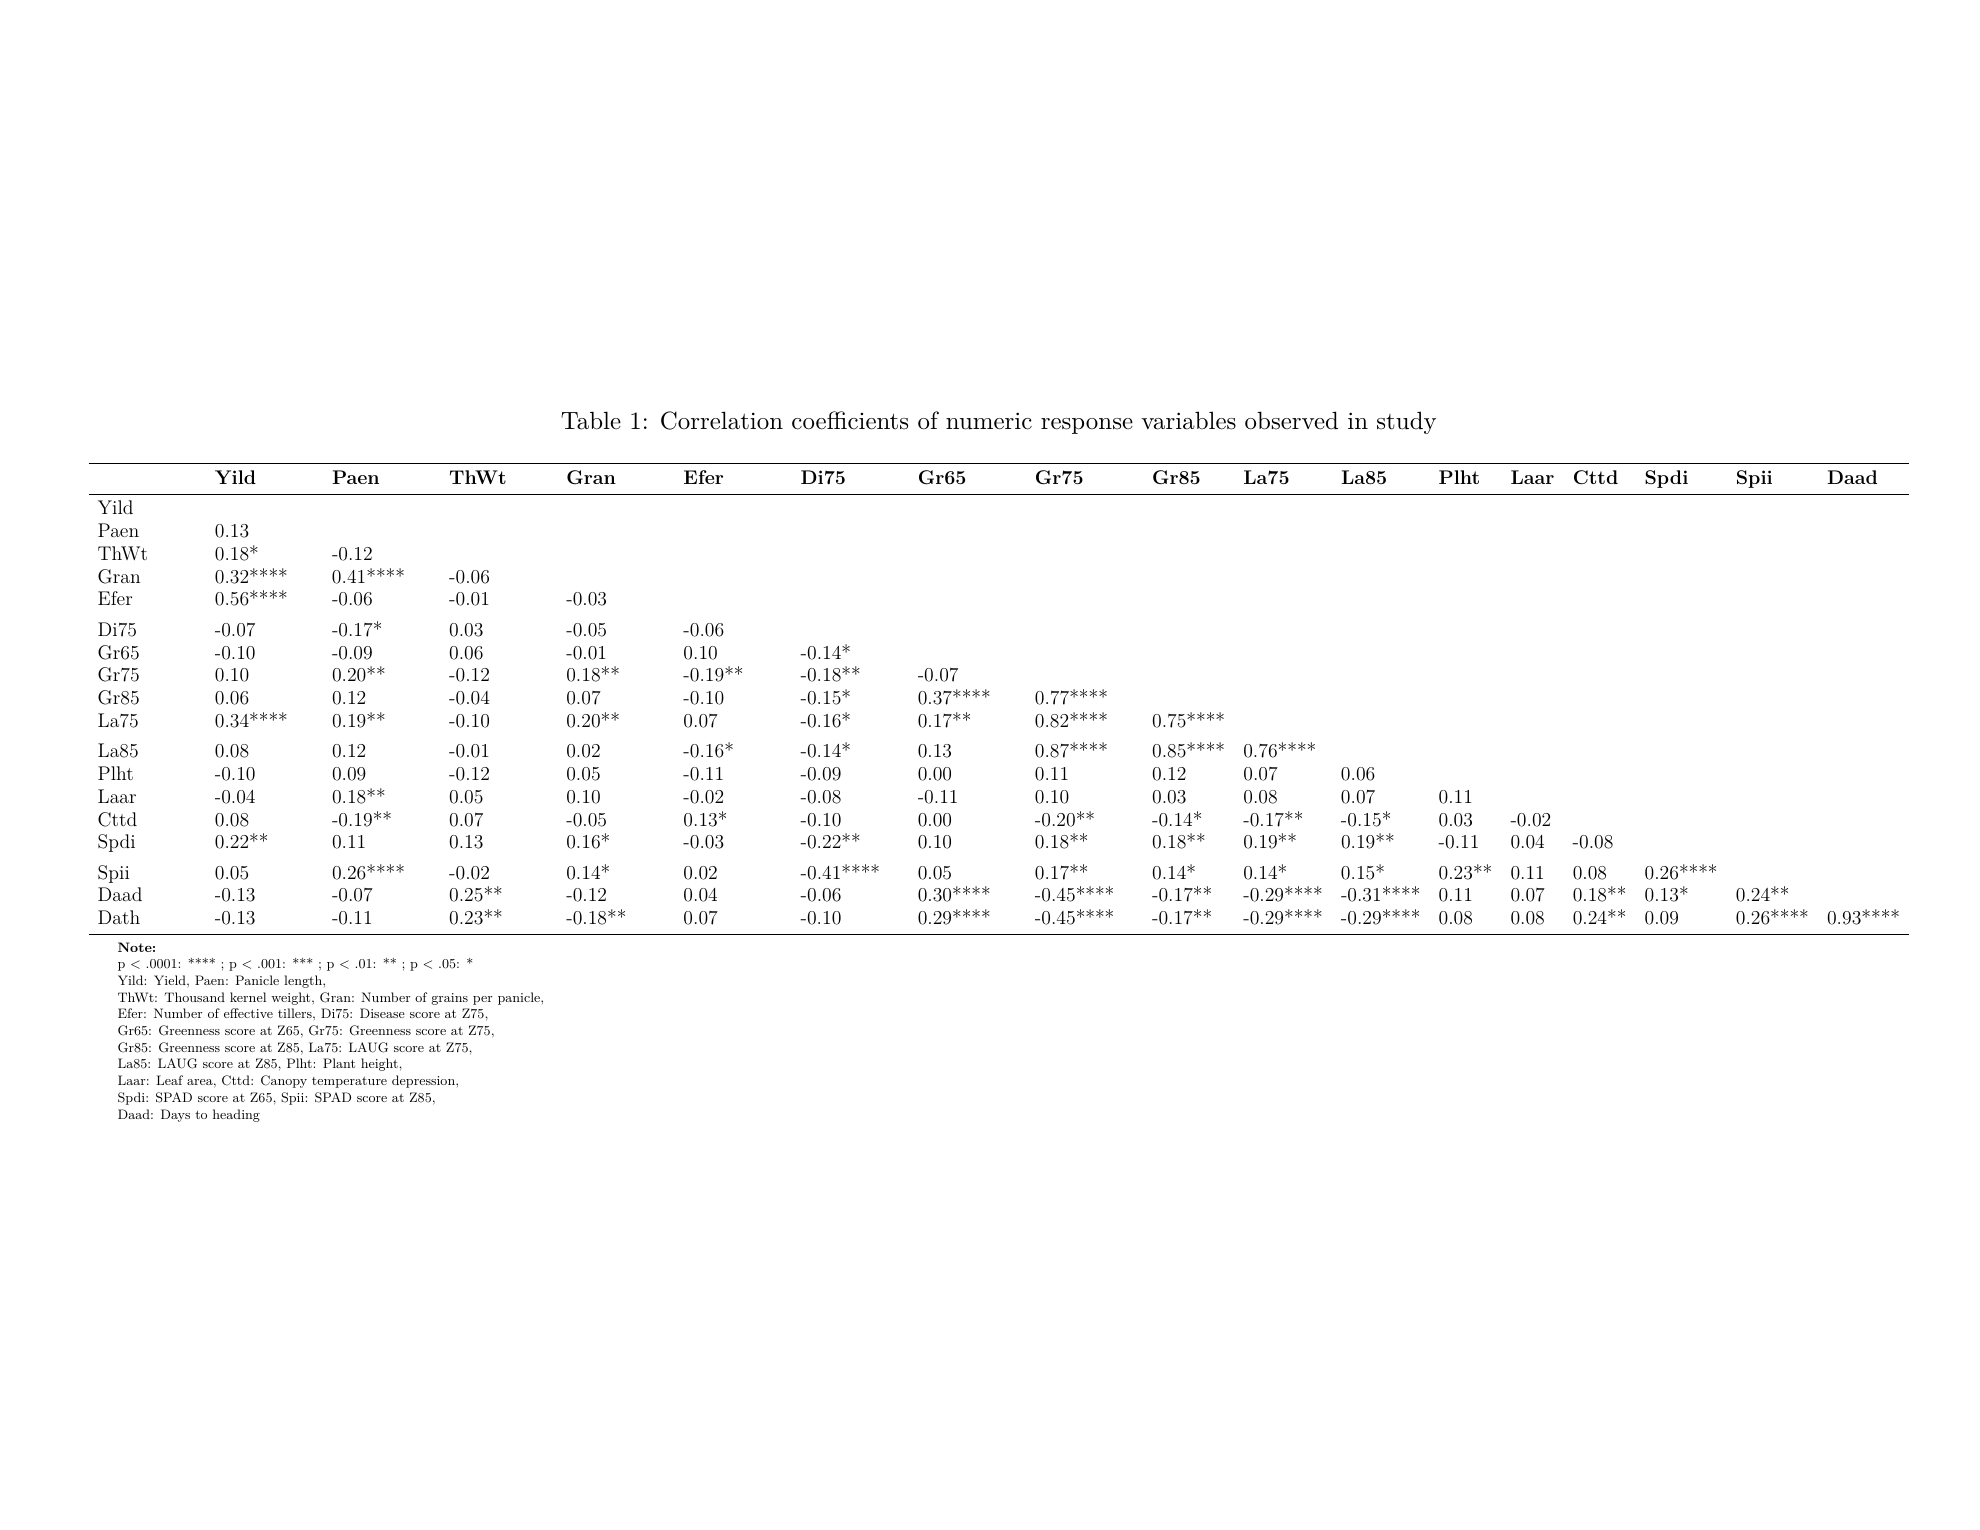 Table 1: Correlation coefficients of numeric response variables observed in study
Yild Paen ThWt Gran Efer Di75 Gr65 Gr75 Gr85 La75 La85 Plht Laar Cttd Spdi Spii Daad
Yild
Paen 0.13
ThWt 0.18* -0.12
Gran 0.32**** 0.41**** -0.06
Efer 0.56**** -0.06 -0.01 -0.03
Di75 -0.07 -0.17* 0.03 -0.05 -0.06
Gr65 -0.10 -0.09 0.06 -0.01 0.10 -0.14*
Gr75 0.10 0.20** -0.12 0.18** -0.19** -0.18** -0.07
Gr85 0.06 0.12 -0.04 0.07 -0.10 -0.15* 0.37**** 0.77****
La75 0.34**** 0.19** -0.10 0.20** 0.07 -0.16* 0.17** 0.82**** 0.75****
La85 0.08 0.12 -0.01 0.02 -0.16* -0.14* 0.13 0.87**** 0.85**** 0.76****
Plht -0.10 0.09 -0.12 0.05 -0.11 -0.09 0.00 0.11 0.12 0.07 0.06
Laar -0.04 0.18** 0.05 0.10 -0.02 -0.08 -0.11 0.10 0.03 0.08 0.07 0.11
Cttd 0.08 -0.19** 0.07 -0.05 0.13* -0.10 0.00 -0.20** -0.14* -0.17** -0.15* 0.03 -0.02
Spdi 0.22** 0.11 0.13 0.16* -0.03 -0.22** 0.10 0.18** 0.18** 0.19** 0.19** -0.11 0.04 -0.08
Spii 0.05 0.26**** -0.02 0.14* 0.02 -0.41**** 0.05 0.17** 0.14* 0.14* 0.15* 0.23** 0.11 0.08 0.26****
Daad -0.13 -0.07 0.25** -0.12 0.04 -0.06 0.30**** -0.45**** -0.17** -0.29**** -0.31**** 0.11 0.07 0.18** 0.13* 0.24**
Dath -0.13 -0.11 0.23** -0.18** 0.07 -0.10 0.29**** -0.45**** -0.17** -0.29**** -0.29**** 0.08 0.08 0.24** 0.09 0.26**** 0.93****
Note:
p < .0001: **** ; p < .001: *** ; p < .01: ** ; p < .05: *
Yild: Yield, Paen: Panicle length,
ThWt: Thousand kernel weight, Gran: Number of grains per panicle,
Efer: Number of effective tillers, Di75: Disease score at Z75,
Gr65: Greenness score at Z65, Gr75: Greenness score at Z75,
Gr85: Greenness score at Z85, La75: LAUG score at Z75,
La85: LAUG score at Z85, Plht: Plant height,
Laar: Leaf area, Cttd: Canopy temperature depression,
Spdi: SPAD score at Z65, Spii: SPAD score at Z85,
Daad: Days to heading